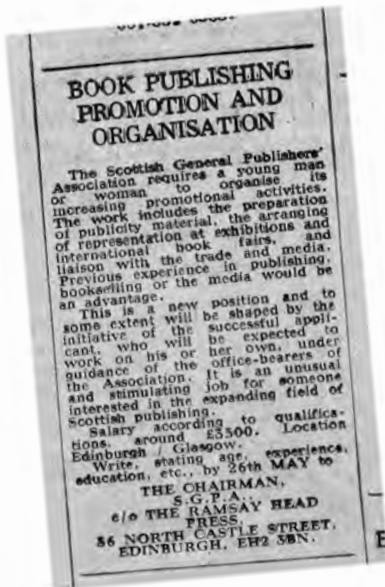 BOOK PUBLISHING
PROMOTION AND
ORGANISATION
The Scottish General Publishers'
Association requires a young man
or woman to organise its
increasing promotional activities.
The work includes the preparation
of publicity material, the arranging
of representation at exhibitions and
international book fairs, and
liaison with the trade and media.
Previous experience in publishing,
bookselling or the media would be
an advantage.
This is a new position and to
some extent will be shaped by the
initiative of the successful appli-
cant, who will be expected to
work on his or her own, under
guidance of the office-bearers of
the Association. It is an unusual
and stimulating job for someone
interested in the expanding field of
Scottish publishing.
Salary according to qualifica-
tions, around £3500. Location
Edinburgh / Glasgow.
Write, stating age, experience,
education, etc., by 26th MAY to
THE CHAIRMAN,
S.G.P.A.,
c/o THE RAMSAY HEAD
PRESS,
36 NORTH CASTLE STREET,
EDINBURGH, EH2 3BN.